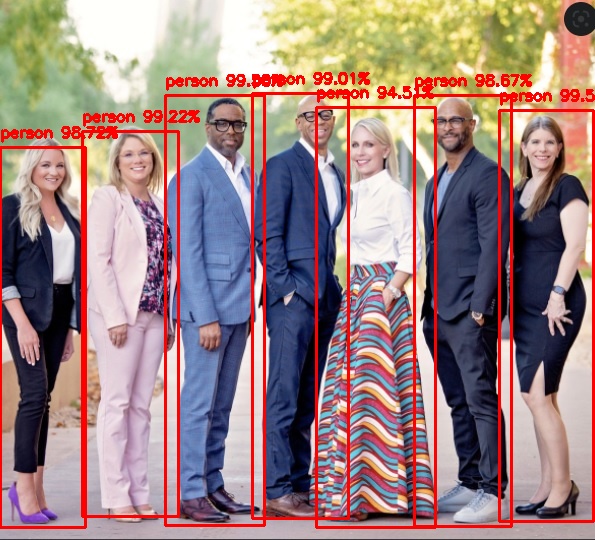 person 98.72%
person 99.22%
person 99.
person 99.01%
person 94.51%
person 98.67%
person 99.5